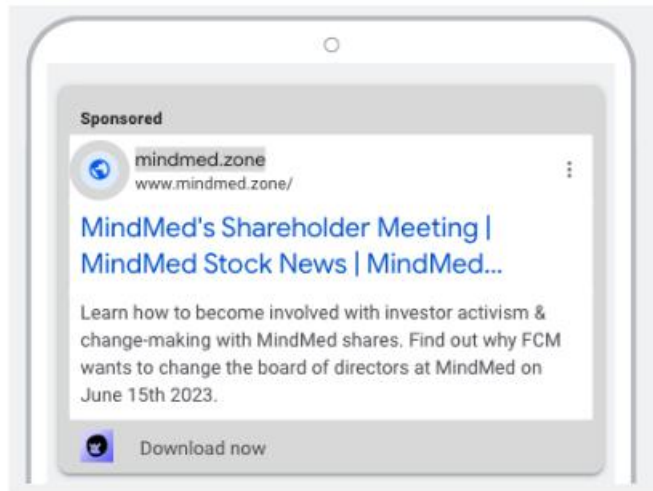 Sponsored
mindmed.zone
www.mindmed.zone/
MindMed's Shareholder Meeting |
MindMed Stock News | MindMed...
Learn how to become involved with investor activism &
change-making with MindMed shares. Find out why FCM
wants to change the board of directors at MindMed on
June 15th 2023.
Download now